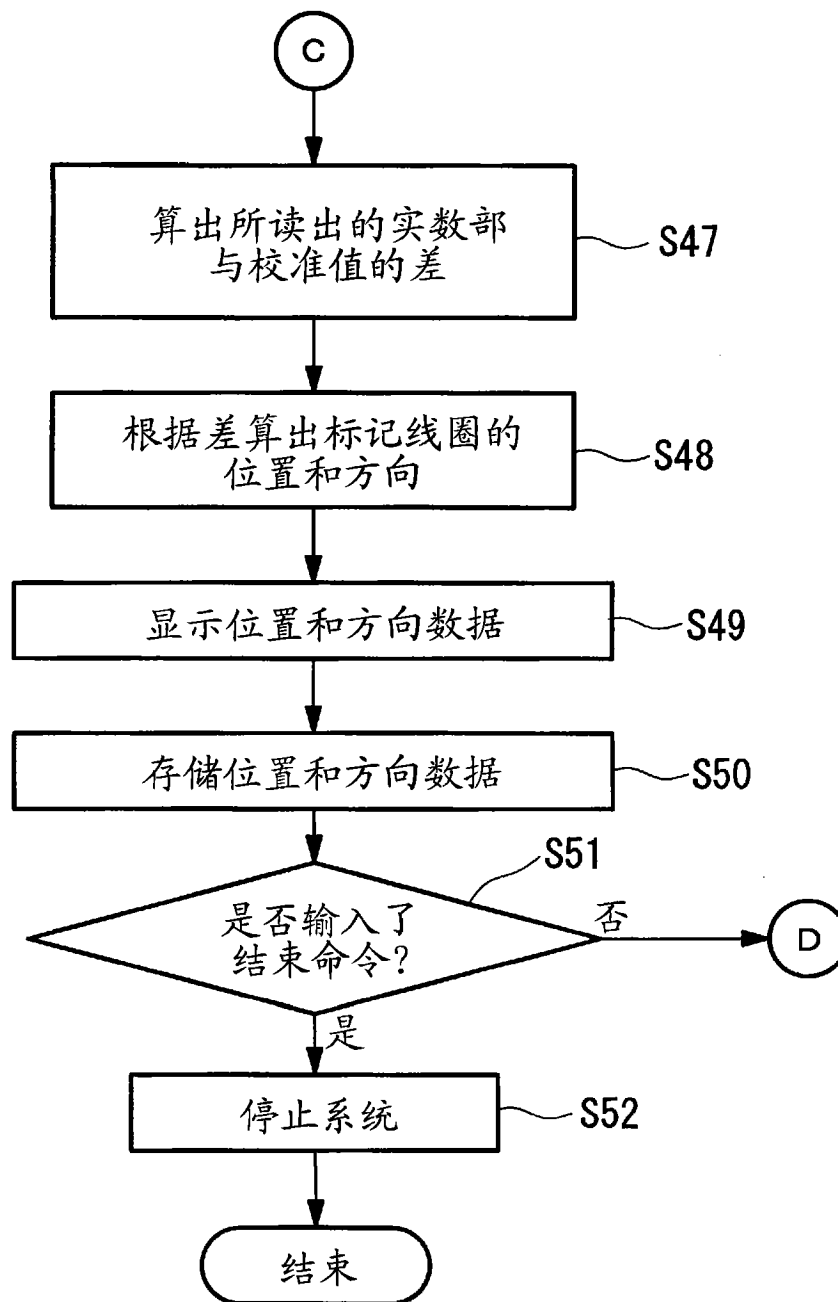 C
算出所读出的实数部
与校准值的差
S47
根据差算出标记线圈的
位置和方向
S48
显示位置和方向数据
S49
存储位置和方向数据
S50
S51
是否输入了
结束命令?
否
D
是
停止系统
S52
结束